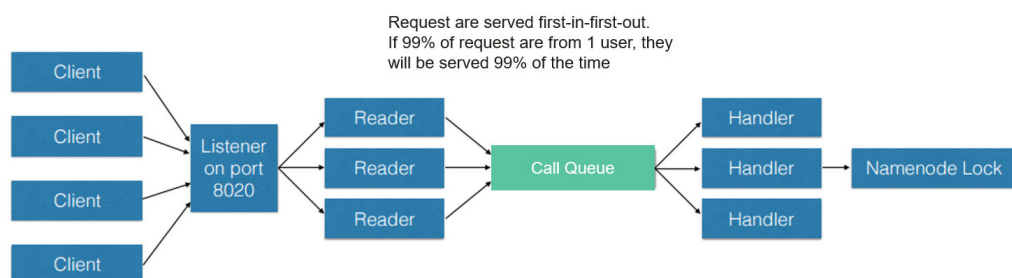 Request are served first-in-first-out.
If 99% of request are from 1 user, they
will be served 99% of the time
Client
Client
Client
Client
Listener
on port
8020
Reader
Reader
Reader
Call Queue
Handler
Handler
Handler
Namenode Lock